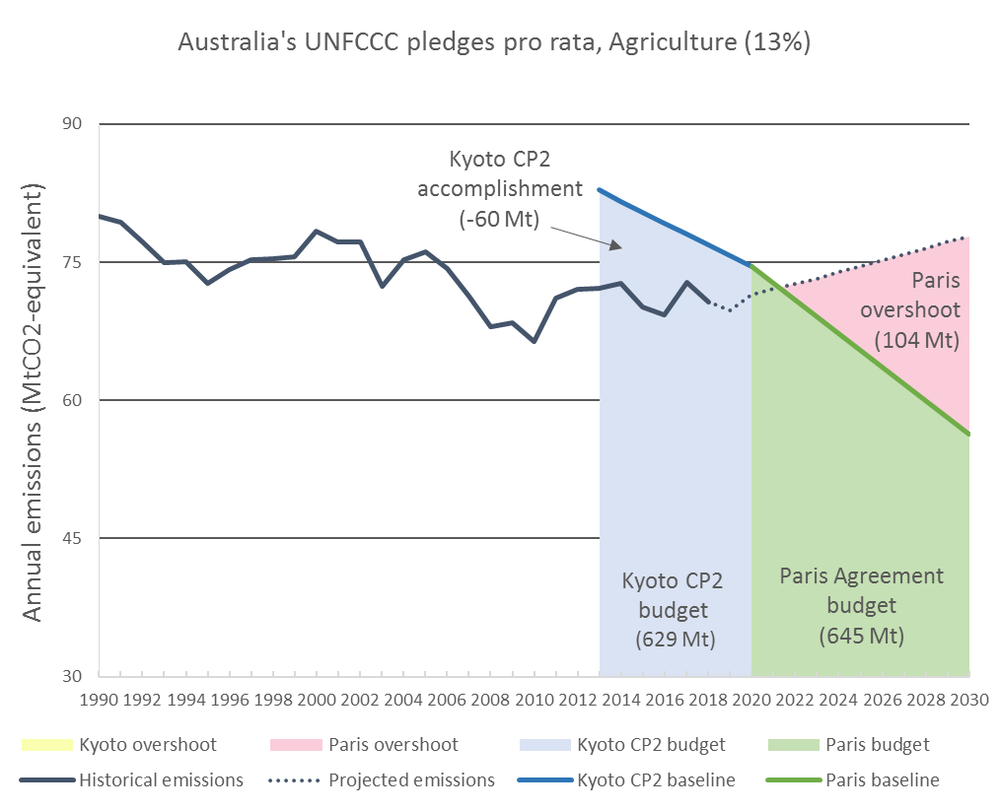 Australia's UNFCCC pledges pro rata, Agriculture (13%)
Annual emissions (MtCO2-equivalent)
90
75
60
45
30
Kyoto CP2
accomplishment
(-60 Mt)
Paris
overshoot
(104 Mt)
Kyoto CP2
budget
(629 Mt)
Paris Agreement
budget
(645 Mt)
1990 1992 1994 1996 1998 2000 2002 2004 2006 2008 2010 2012 2014 2016 2018 2020 2022 2024 2026 2028 2030
Kyoto overshoot Paris overshoot Kyoto CP2 budget Paris budget
Historical emissions Projected emissions Kyoto CP2 baseline Paris baseline